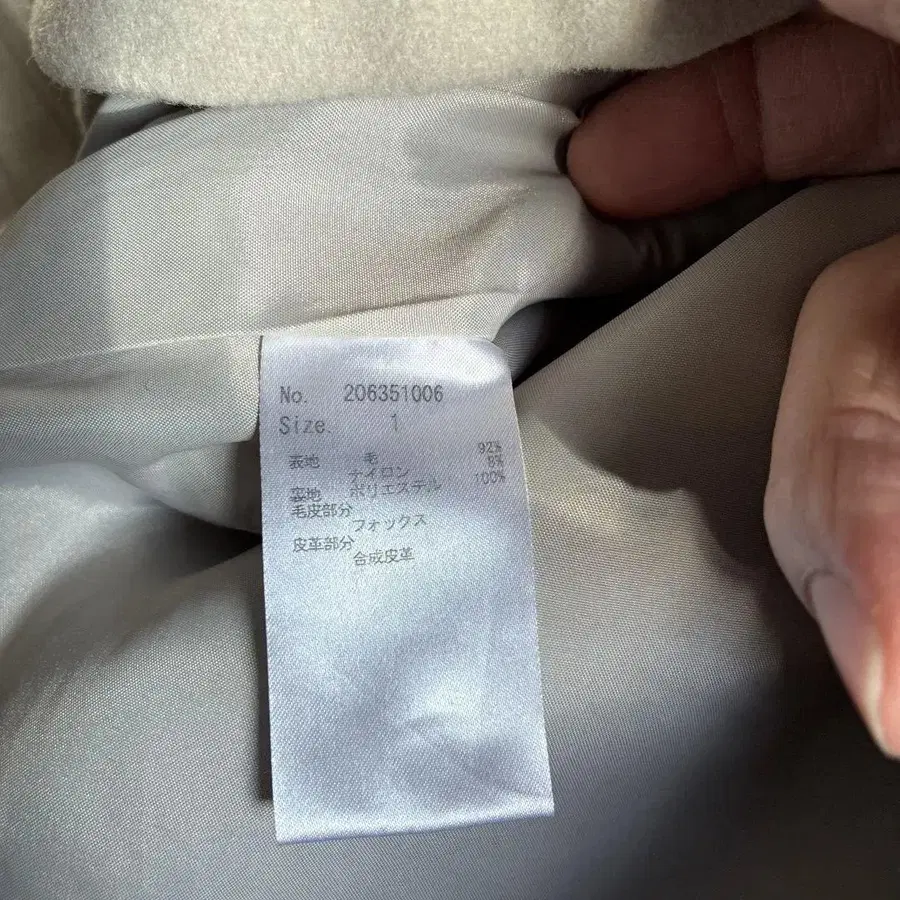 No. 206351006
Size. 1
表地 毛 92%
ナイロン 8%
裏地 ポリエステル 100%
毛皮部分
フォックス
皮革部分
合成皮革